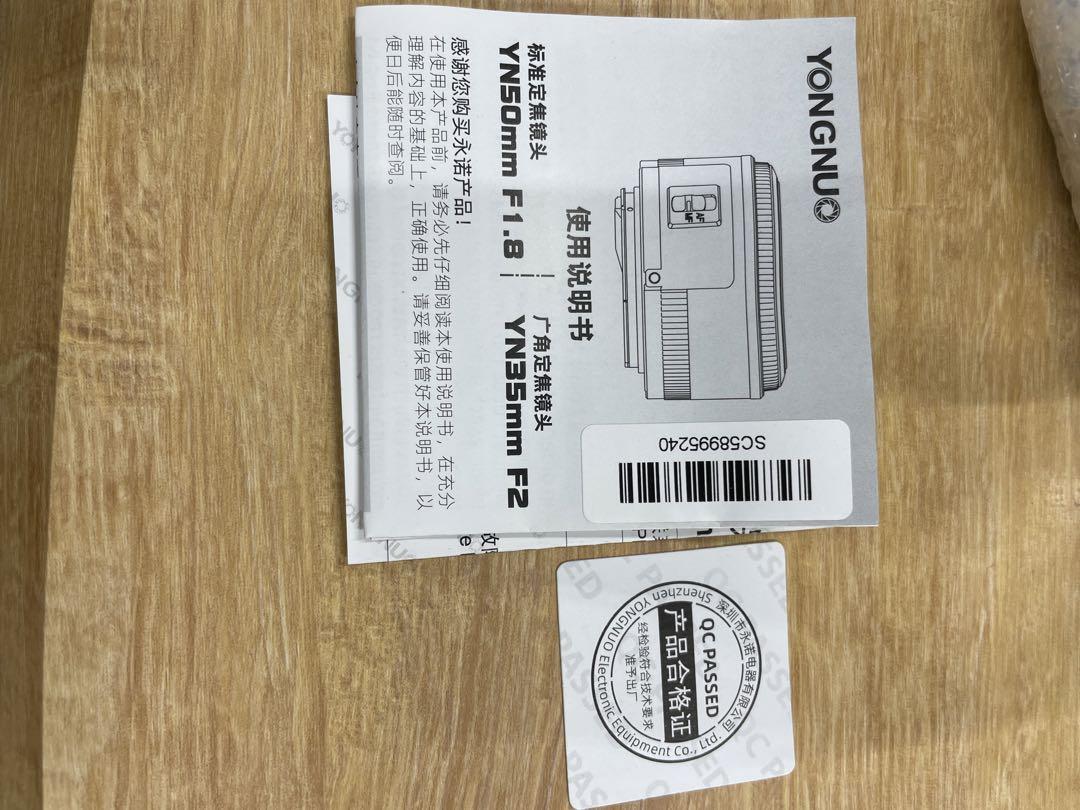 YONGNUO
AF
MF
使用说明书
标准定焦镜头
YN50mm F1.8
广角定焦镜头
YN35mm F2
感谢您购买永诺产品！
在使用本产品前，请务必先仔细阅读本使用说明书，在充分
理解内容的基础上，正确使用。请妥善保管好本说明书，以
便日后能随时查阅。
SC58995240
深圳市永诺电器有限公司
QC PASSED
产品合格证
经检验符合技术要求
准予出厂
Shenzhen YONGNUO Electronic Equipment Co., Ltd.
QC PASSED